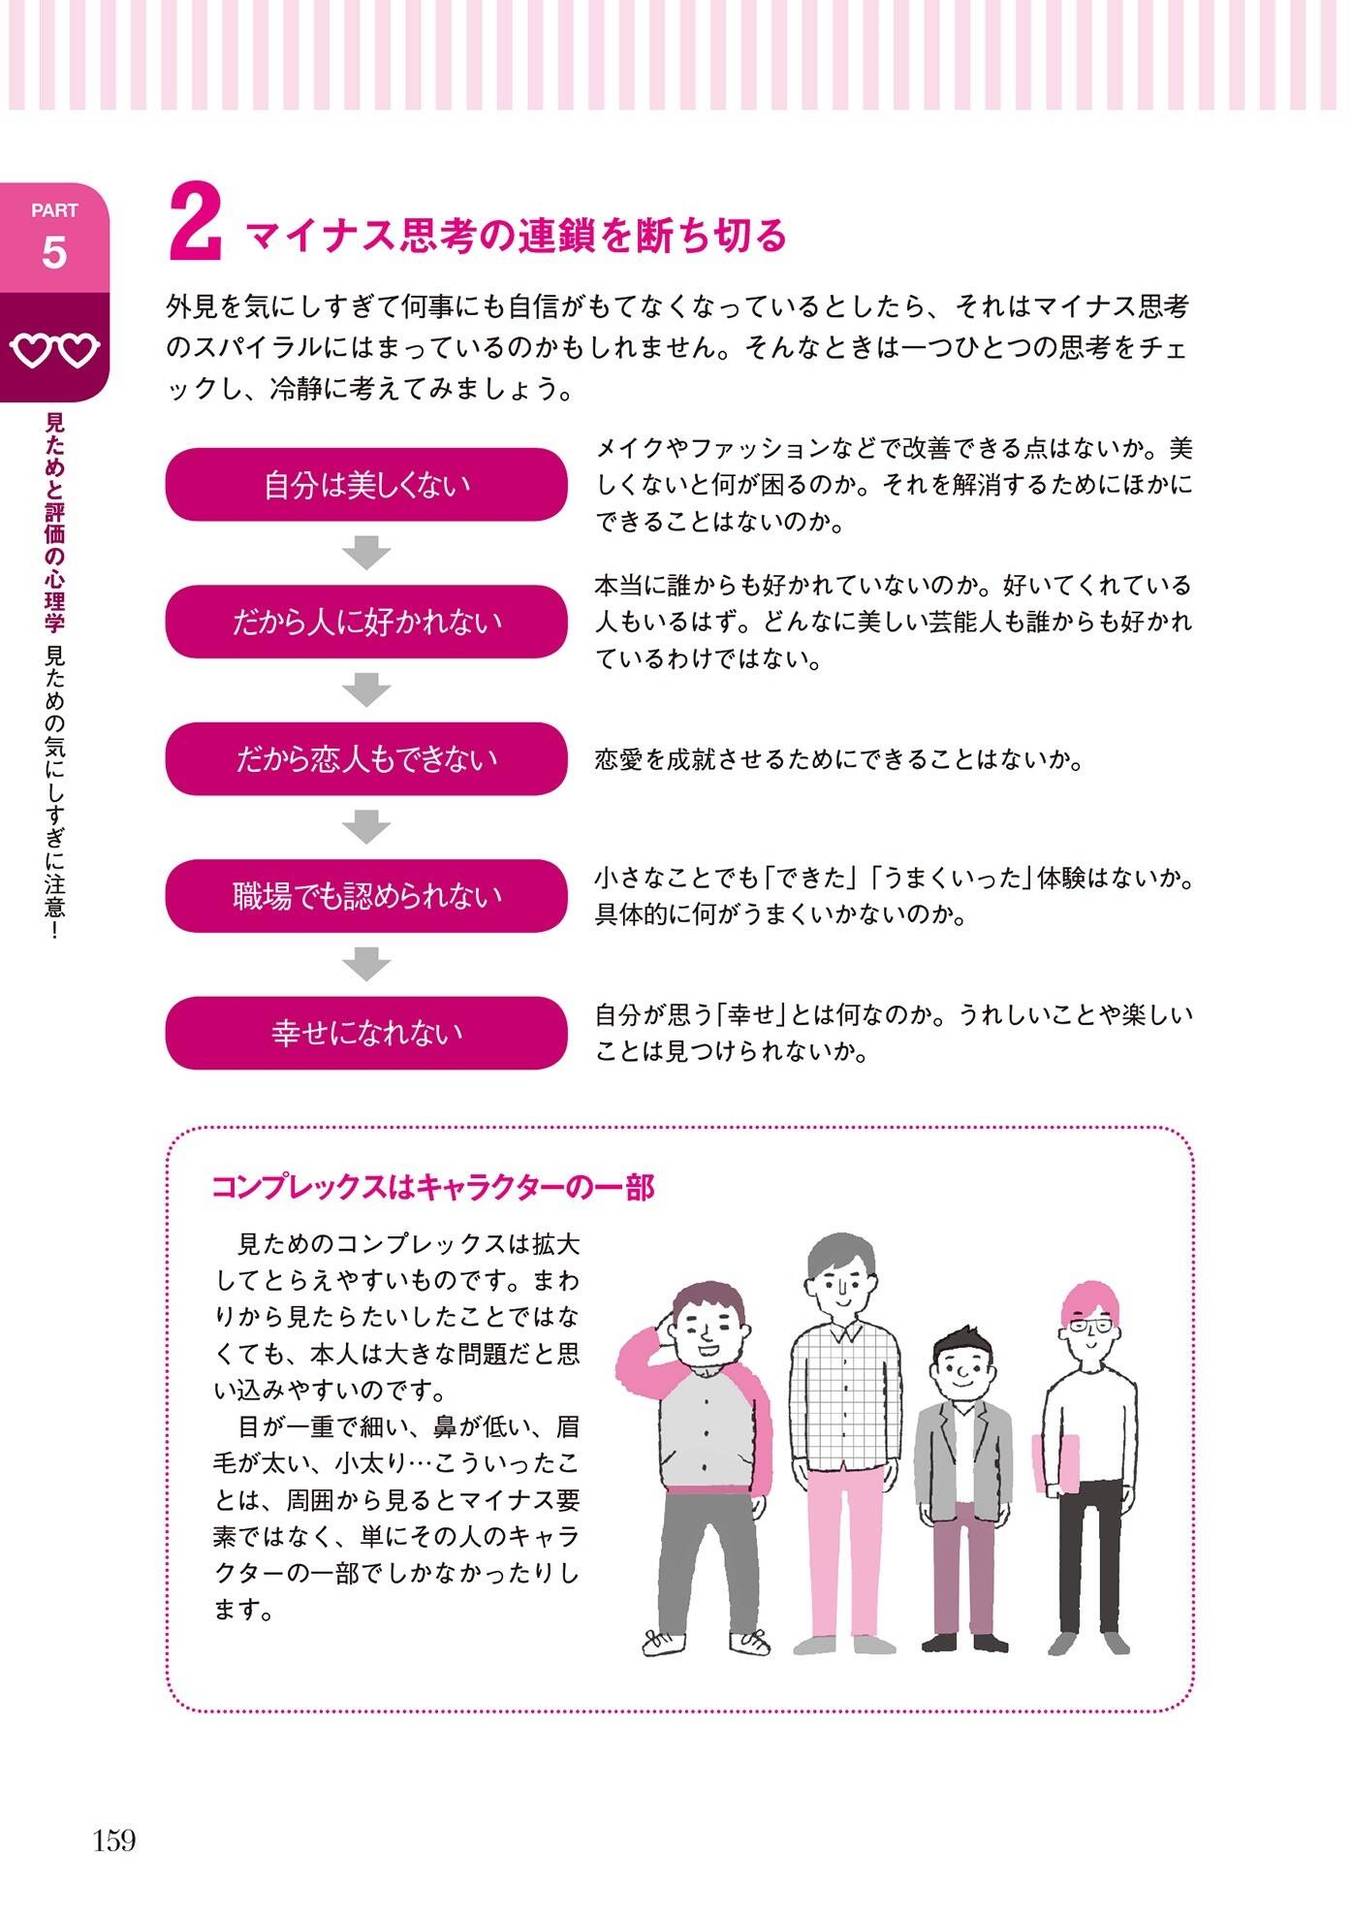 PART
5
見ためと評価の心理学 見ための気にしすぎに注意！
2 マイナス思考の連鎖を断ち切る
外見を気にしすぎて何事にも自信がもてなくなっているとしたら、それはマイナス思考
のスパイラルにはまっているのかもしれません。そんなときは一つひとつの思考をチェ
ックし、冷静に考えてみましょう。
自分は美しくない
メイクやファッションなどで改善できる点はないか。美
しくないと何が困るのか。それを解消するためにほかに
できることはないのか。
だから人に好かれない
本当に誰からも好かれていないのか。好いてくれている
人もいるはず。どんなに美しい芸能人も誰からも好かれ
ているわけではない。
だから恋人もできない
恋愛を成就させるためにできることはないか。
職場でも認められない
小さなことでも「できた」「うまくいった」体験はないか。
具体的に何がうまくいかないのか。
幸せになれない
自分が思う「幸せ」とは何なのか。うれしいことや楽しい
ことは見つけられないか。
コンプレックスはキャラクターの一部
見ためのコンプレックスは拡大
してとらえやすいものです。まわ
りから見たらたいしたことではな
くても、本人は大きな問題だと思
い込みやすいのです。
目が一重で細い、鼻が低い、眉
毛が太い、小太り…こういったこ
とは、周囲から見るとマイナス要
素ではなく、単にその人のキャラ
クターの一部でしかなかったりし
ます。
159